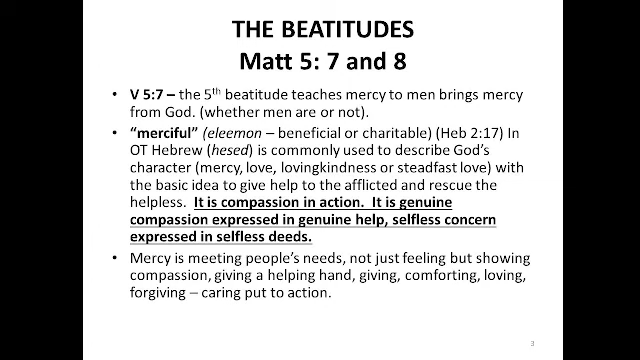 THE BEATITUDES
Matt 5: 7 and 8
• V 5:7 – the 5th beatitude teaches mercy to men brings mercy
from God. (whether men are or not).
• “merciful” (eleemon – beneficial or charitable) (Heb 2:17) In
OT Hebrew (hesed) is commonly used to describe God’s
character (mercy, love, lovingkindness or steadfast love) with
the basic idea to give help to the afflicted and rescue the
helpless. It is compassion in action. It is genuine
compassion expressed in genuine help, selfless concern
expressed in selfless deeds.
• Mercy is meeting people’s needs, not just feeling but showing
compassion, giving a helping hand, giving, comforting, loving,
forgiving – caring put to action.
3